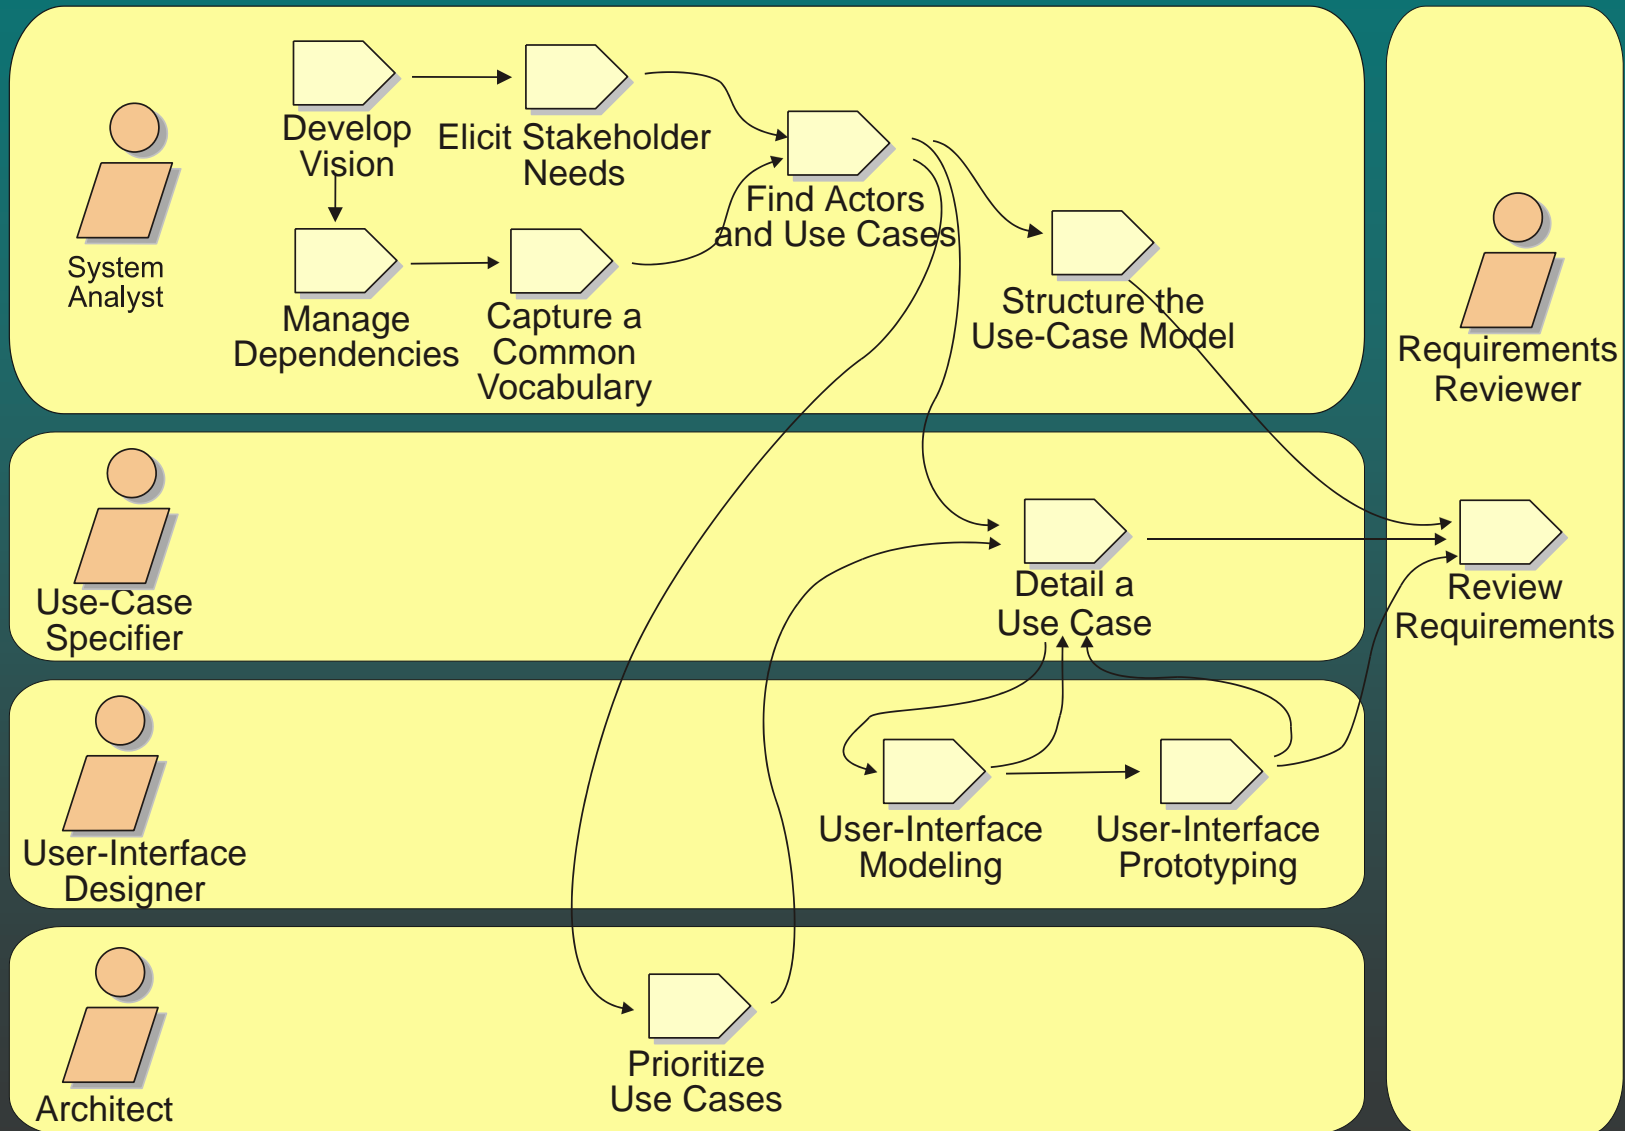 Develop
Vision
Elicit Stakeholder
Needs
Find Actors
and Use Cases
System
Analyst
Manage
Dependencies
Capture a
Common
Vocabulary
Structure the
Use-Case Model
Requirements
Reviewer
Use-Case
Specifier
Detail a
Use Case
Review
Requirements
User-Interface
Designer
User-Interface
Modeling
User-Interface
Prototyping
Architect
Prioritize
Use Cases